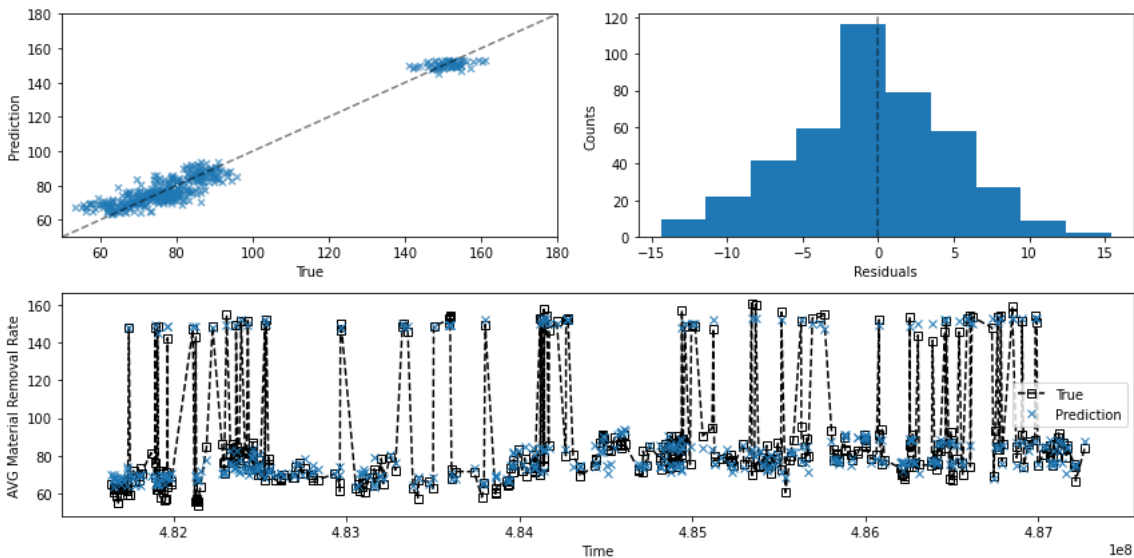 180
160
140
120
100
80
60
Prediction
60 80 100 120 140 160 180
True
120
100
80
60
40
20
0
Counts
−15 −10 −5 0 5 10 15
Residuals
160
140
120
100
80
60
AVG Material Removal Rate
True
Prediction
4.82 4.83 4.84 4.85 4.86 4.87
1e8
Time